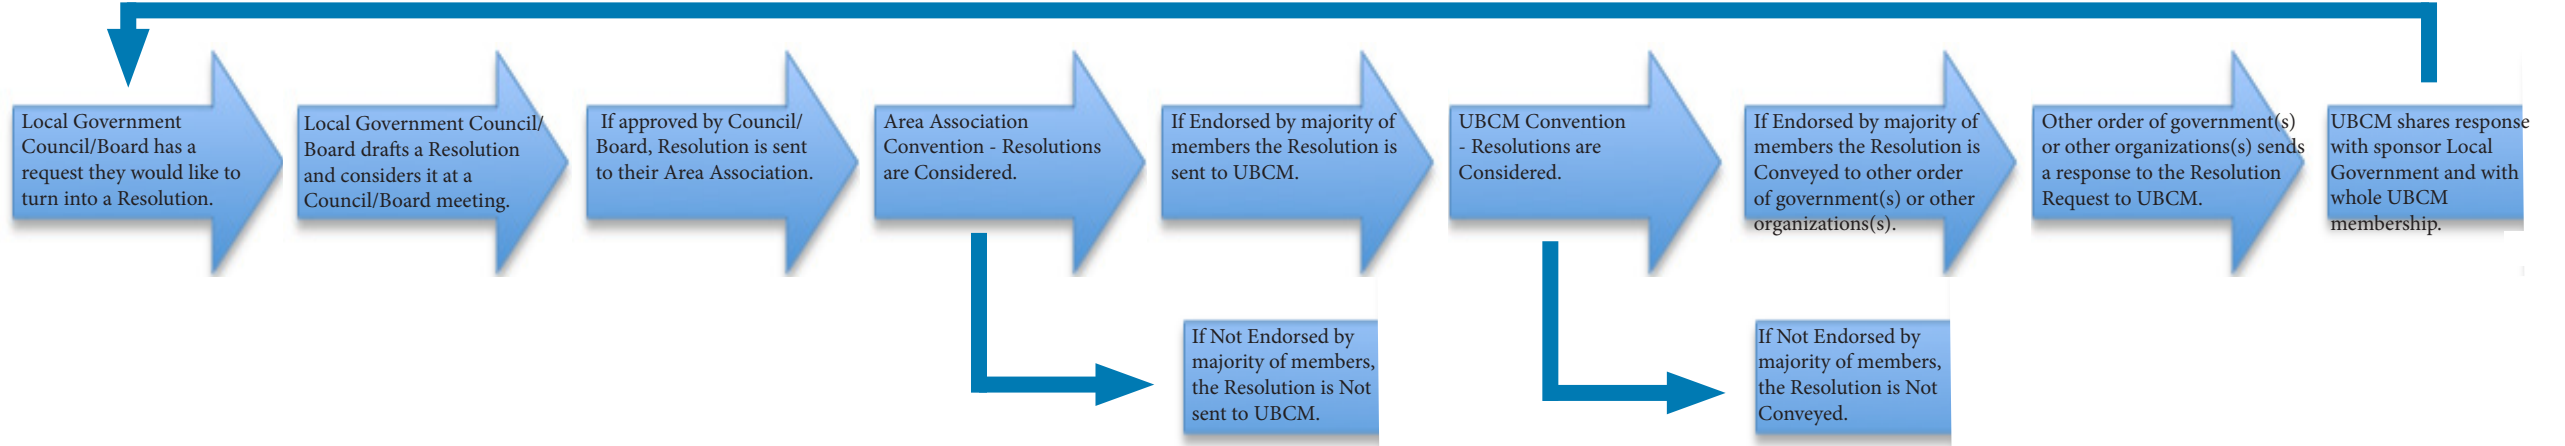 Local Government
Council/Board has a
request they would like to
turn into a Resolution.
Local Government Council/
Board drafts a Resolution
and considers it at a
Council/Board meeting.
If approved by Council/
Board, Resolution is sent
to their Area Association.
Area Association
Convention - Resolutions
are Considered.
If Endorsed by majority of
members the Resolution is
sent to UBCM.
UBCM Convention
- Resolutions are
Considered.
If Endorsed by majority of
members the Resolution is
Conveyed to other order
of government(s) or other
organizations(s).
Other order of government(s)
or other organizations(s) sends
a response to the Resolution
Request to UBCM.
UBCM shares response
with sponsor Local
Government and with
whole UBCM
membership.
If Not Endorsed by
majority of members,
the Resolution is Not
sent to UBCM.
If Not Endorsed by
majority of members,
the Resolution is Not
Conveyed.